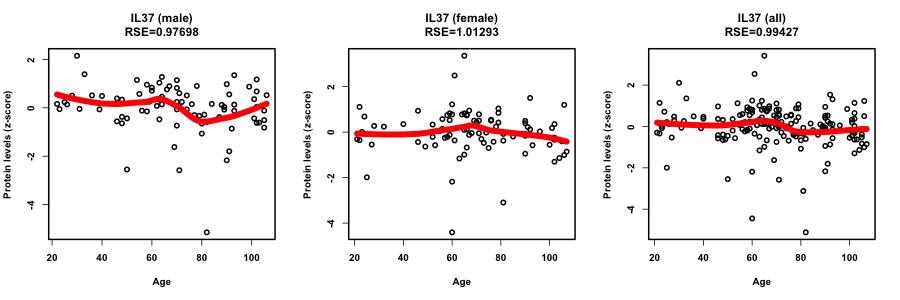 IL37 (male)
RSE=0.97698
Protein levels (z-score)
2
0
-2
-4
20 40 60 80 100
Age
IL37 (female)
RSE=1.01293
Protein levels (z-score)
2
0
-2
-4
20 40 60 80 100
Age
IL37 (all)
RSE=0.99427
Protein levels (z-score)
2
0
-2
-4
20 40 60 80 100
Age